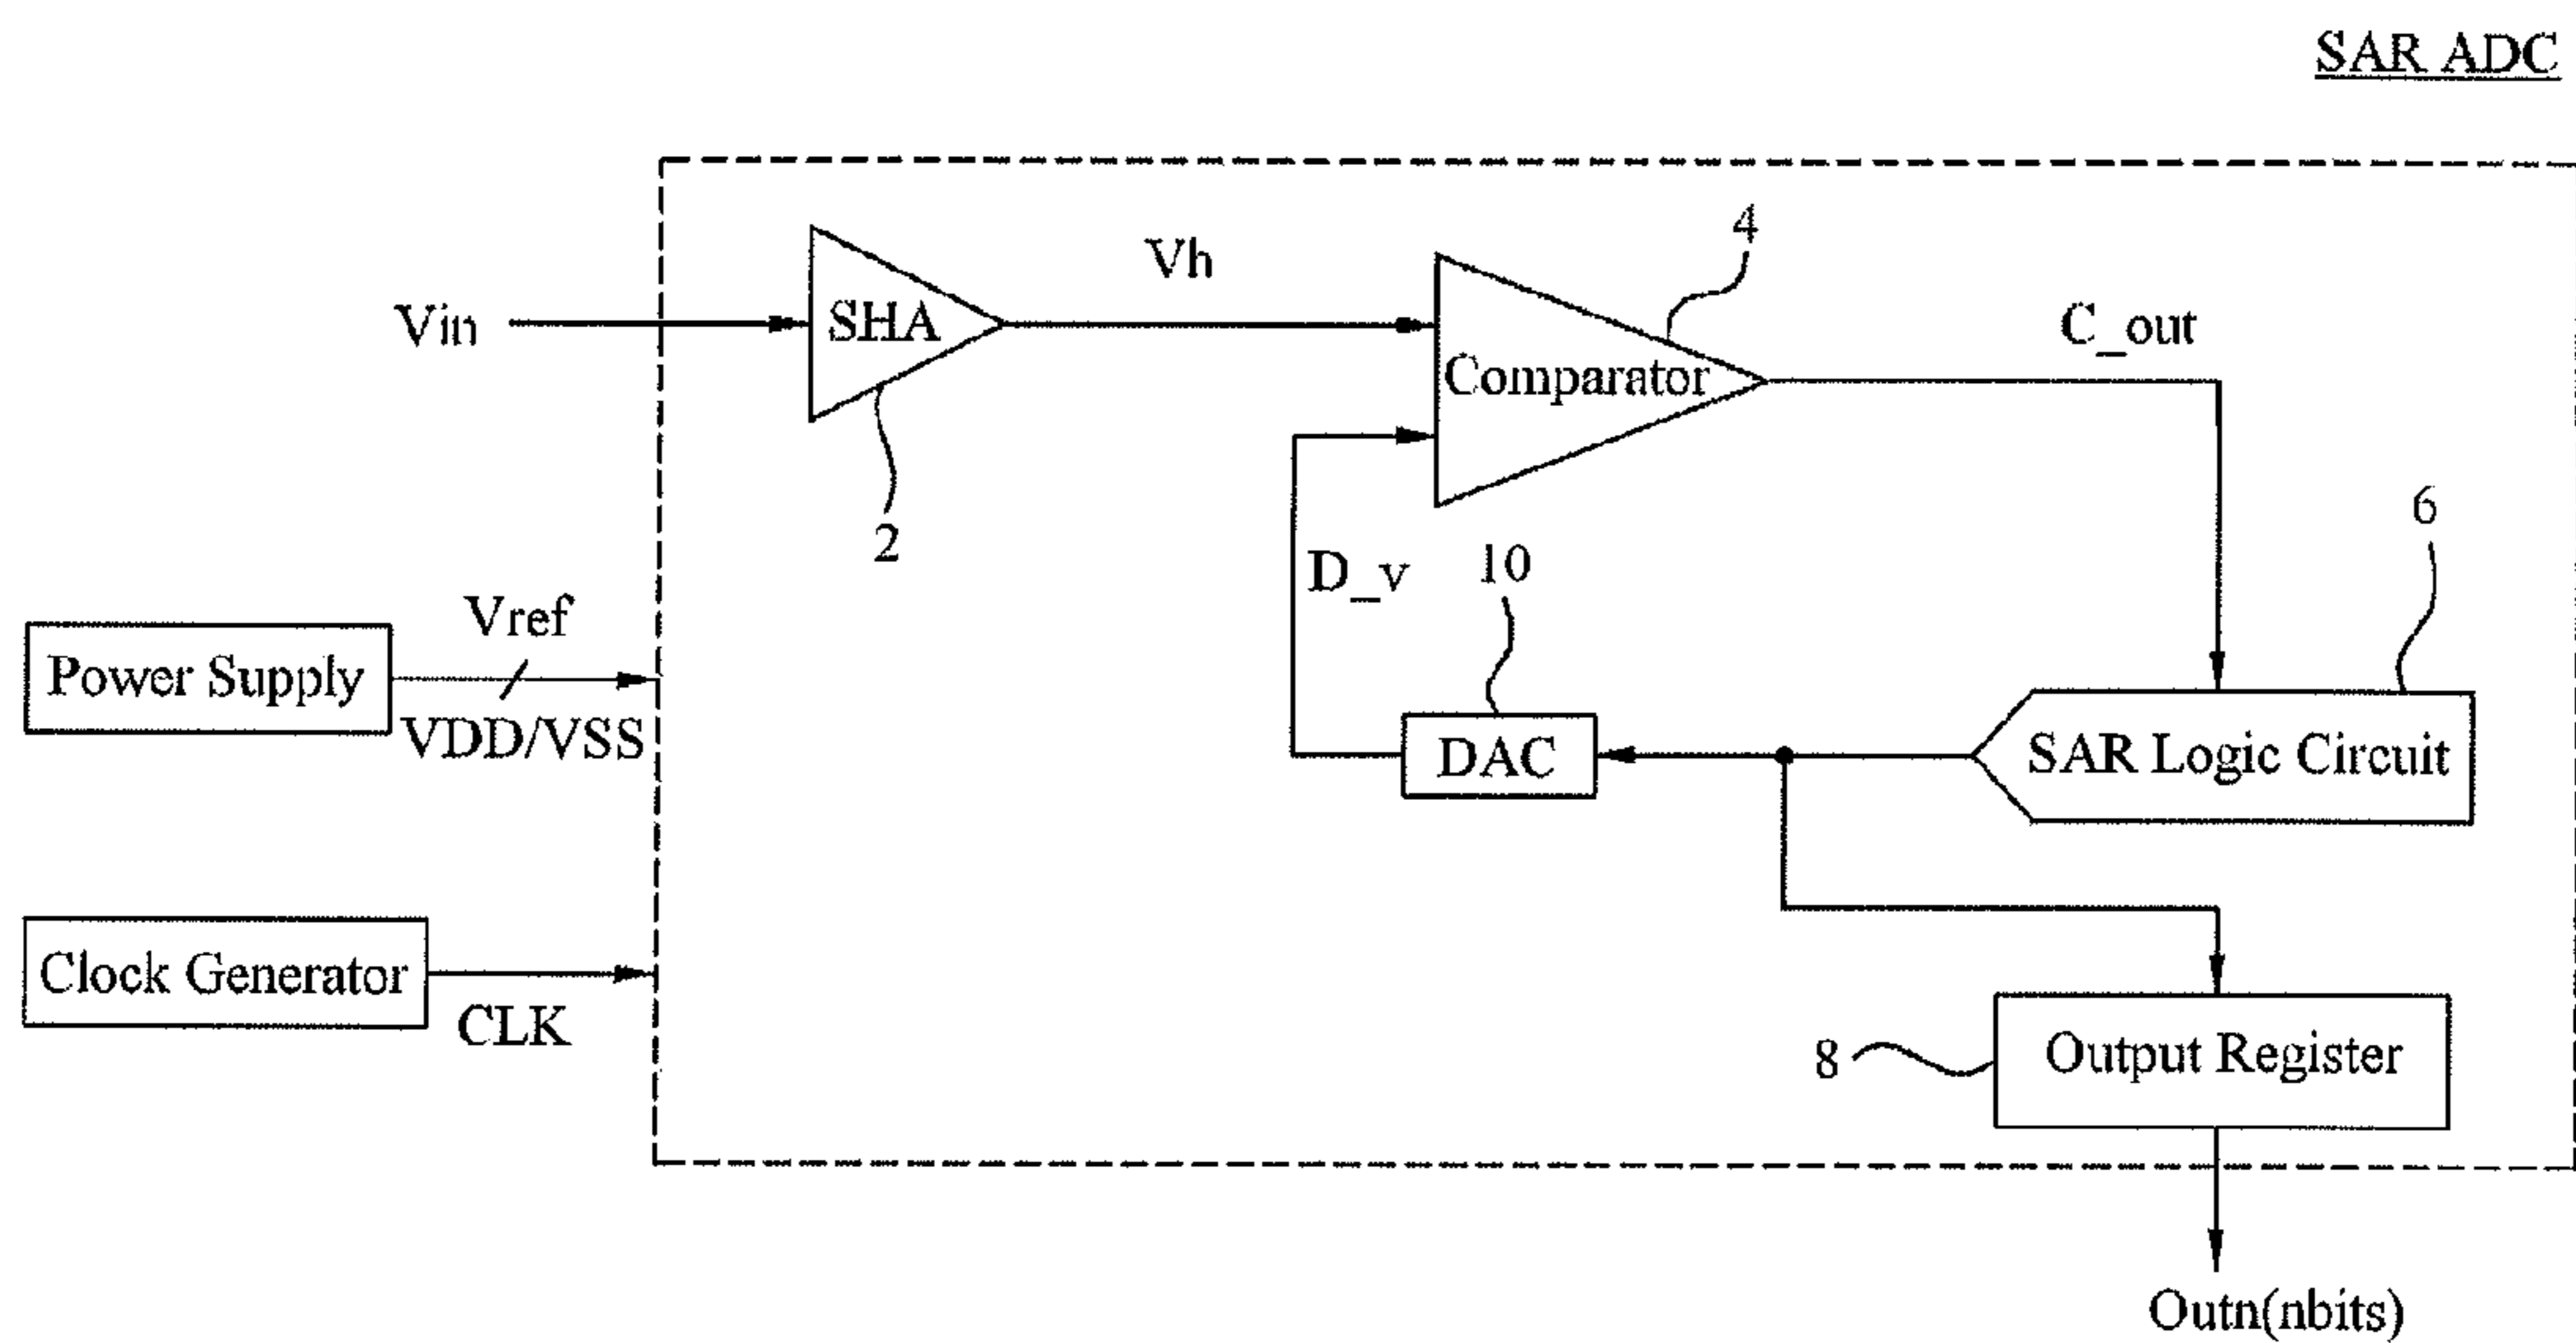 SAR ADC
4
Vh
Vin
SHA
C_out
Comparator
2
6
D_v
10
Vref
Power Supply
VDD/VSS
DAC
SAR Logic Circuit
Clock Generator
CLK
8
Output Register
Outn(nbits)